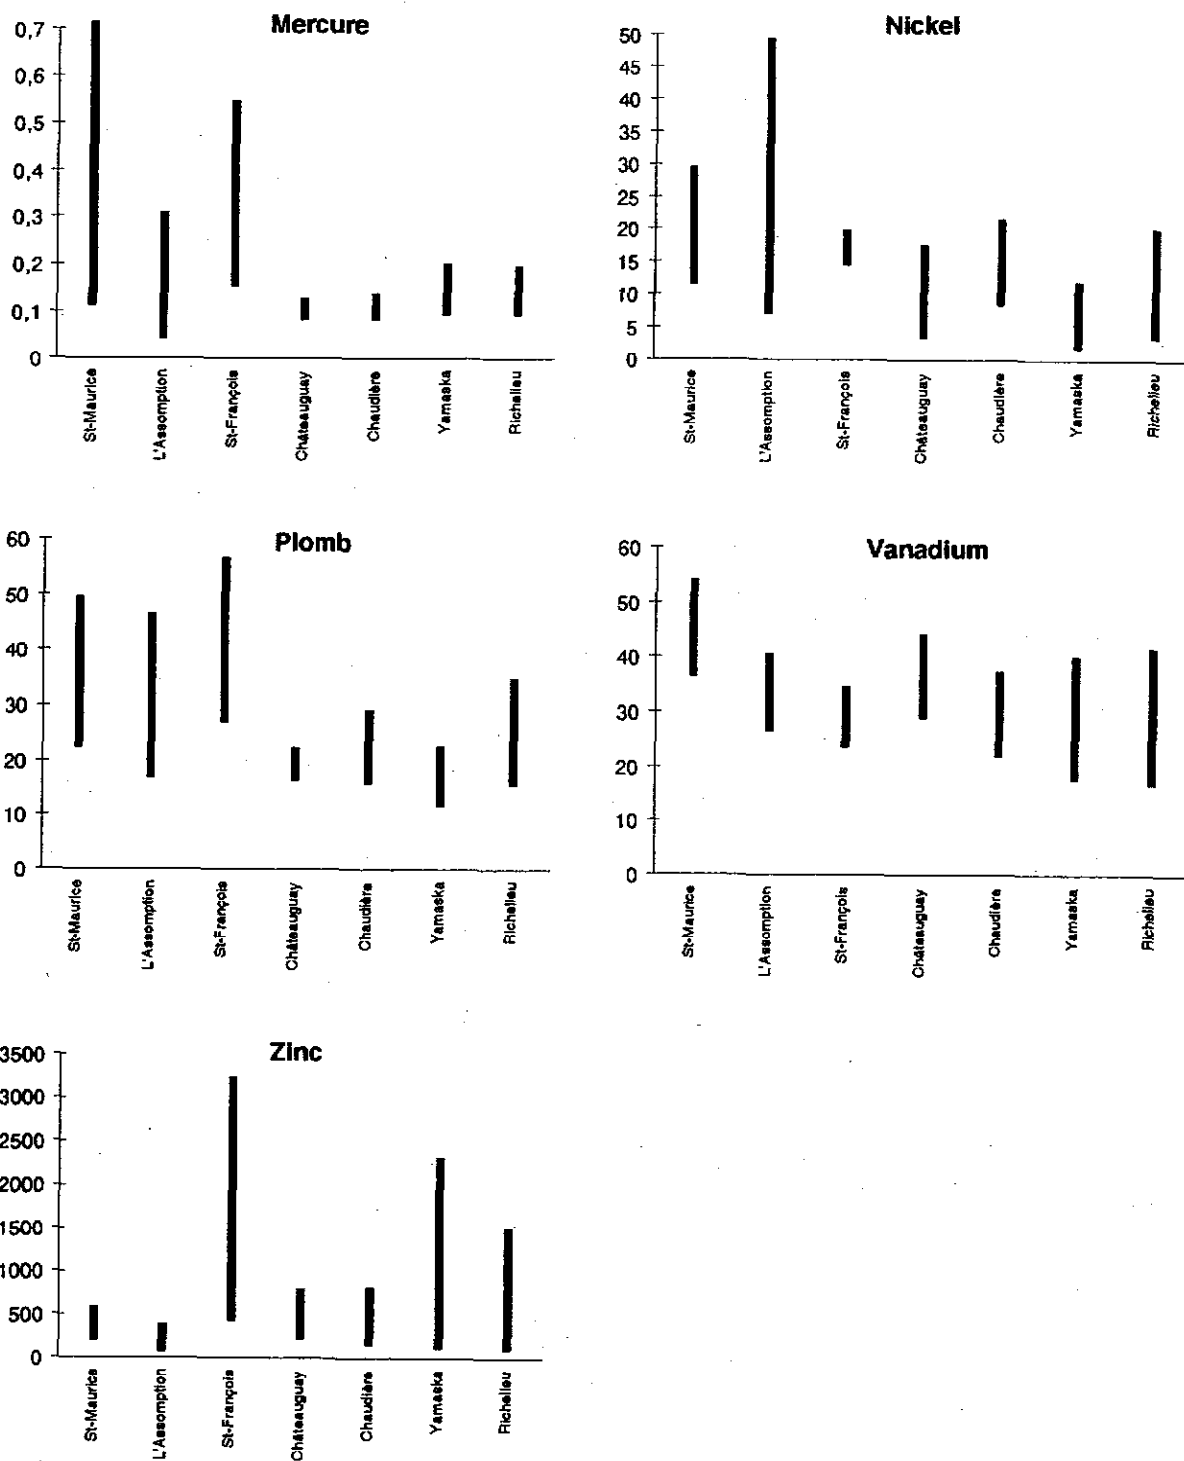 Mercure
0,7
0,6
0,5
0,4
0,3
0,2
0,1
0
St-Maurice
L'Assomption
St-François
Châteauguay
Chaudière
Yamaska
Richelieu
Nickel
50
45
40
35
30
25
20
15
10
5
0
St-Maurice
L'Assomption
St-François
Châteauguay
Chaudière
Yamaska
Richelieu
Plomb
60
50
40
30
20
10
0
St-Maurice
L'Assomption
St-François
Châteauguay
Chaudière
Yamaska
Richelieu
Vanadium
60
50
40
30
20
10
0
St-Maurice
L'Assomption
St-François
Châteauguay
Chaudière
Yamaska
Richelieu
Zinc
3500
3000
2500
2000
1500
1000
500
0
St-Maurice
L'Assomption
St-François
Châteauguay
Chaudière
Yamaska
Richelieu